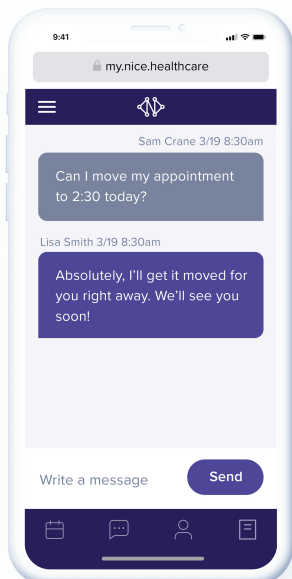 9:41
my.nice.healthcare
Sam Crane 3/19 8:30am
Can I move my appointment
to 2:30 today?
Lisa Smith 3/19 8:30am
Absolutely, I'll get it moved for
you right away. We'll see you
soon!
Write a message
Send